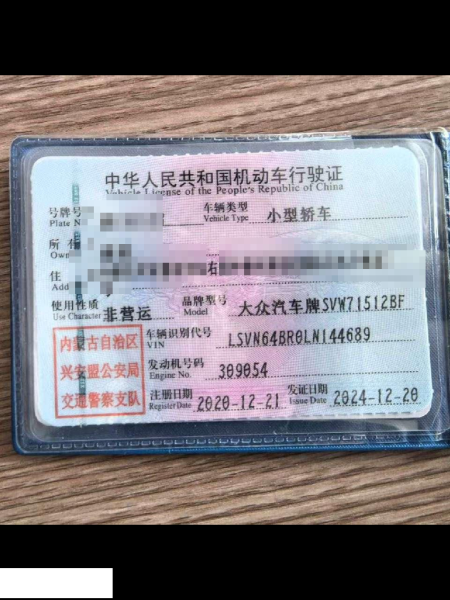 中华人民共和国机动车行驶证
Vehicle License of the People's Republic of China
号牌号 车辆类型 小型轿车
Plate N Vehicle Type
所有
Own
住 右
Add
使用性质 非营运 品牌型号 大众汽车牌SVW71512BF
Use Character Model
内蒙古自治区
兴安盟公安局
交通警察支队
车辆识别代号 LSVN64BR0LN144689
VIN
发动机号码 309054
Engine No.
注册日期 2020-12-21 发证日期 2024-12-20
Register Date Issue Date